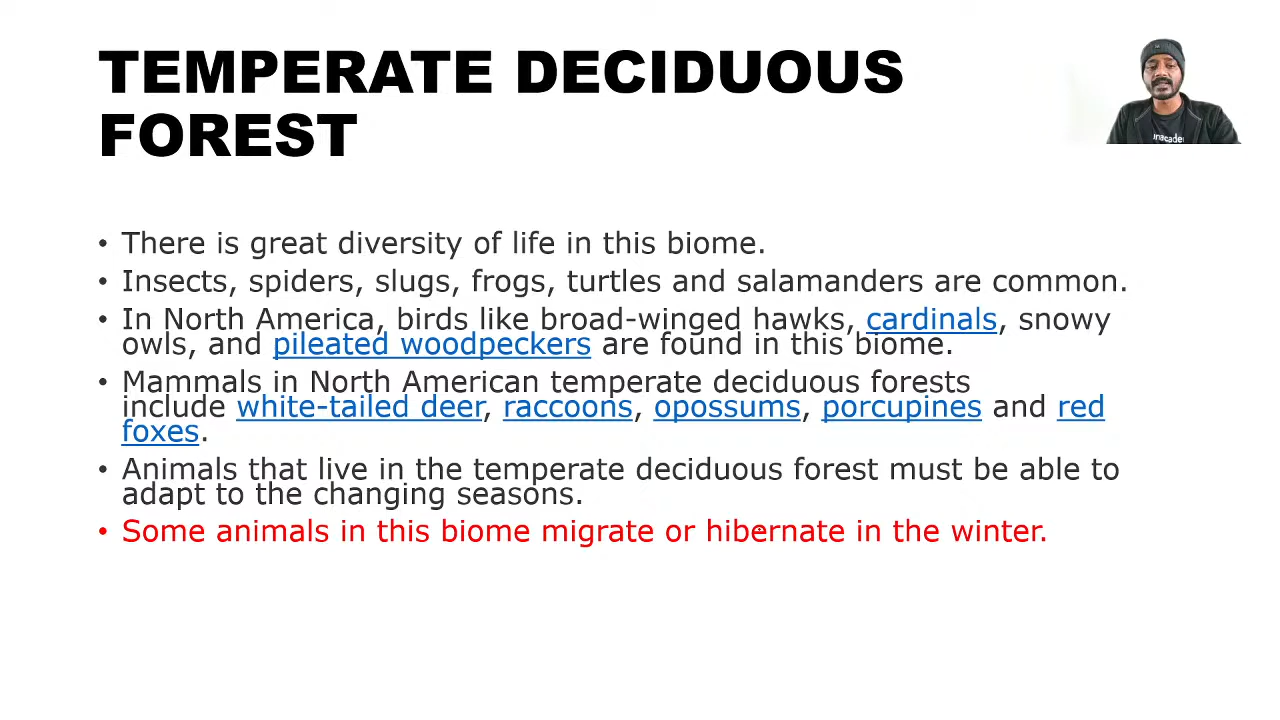 TEMPERATE DECIDUOUS
FOREST
• There is great diversity of life in this biome.
• Insects, spiders, slugs, frogs, turtles and salamanders are common.
• In North America, birds like broad-winged hawks, cardinals, snowy
owls, and pileated woodpeckers are found in this biome.
• Mammals in North American temperate deciduous forests
include white-tailed deer, raccoons, opossums, porcupines and red
foxes.
• Animals that live in the temperate deciduous forest must be able to
adapt to the changing seasons.
• Some animals in this biome migrate or hibernate in the winter.